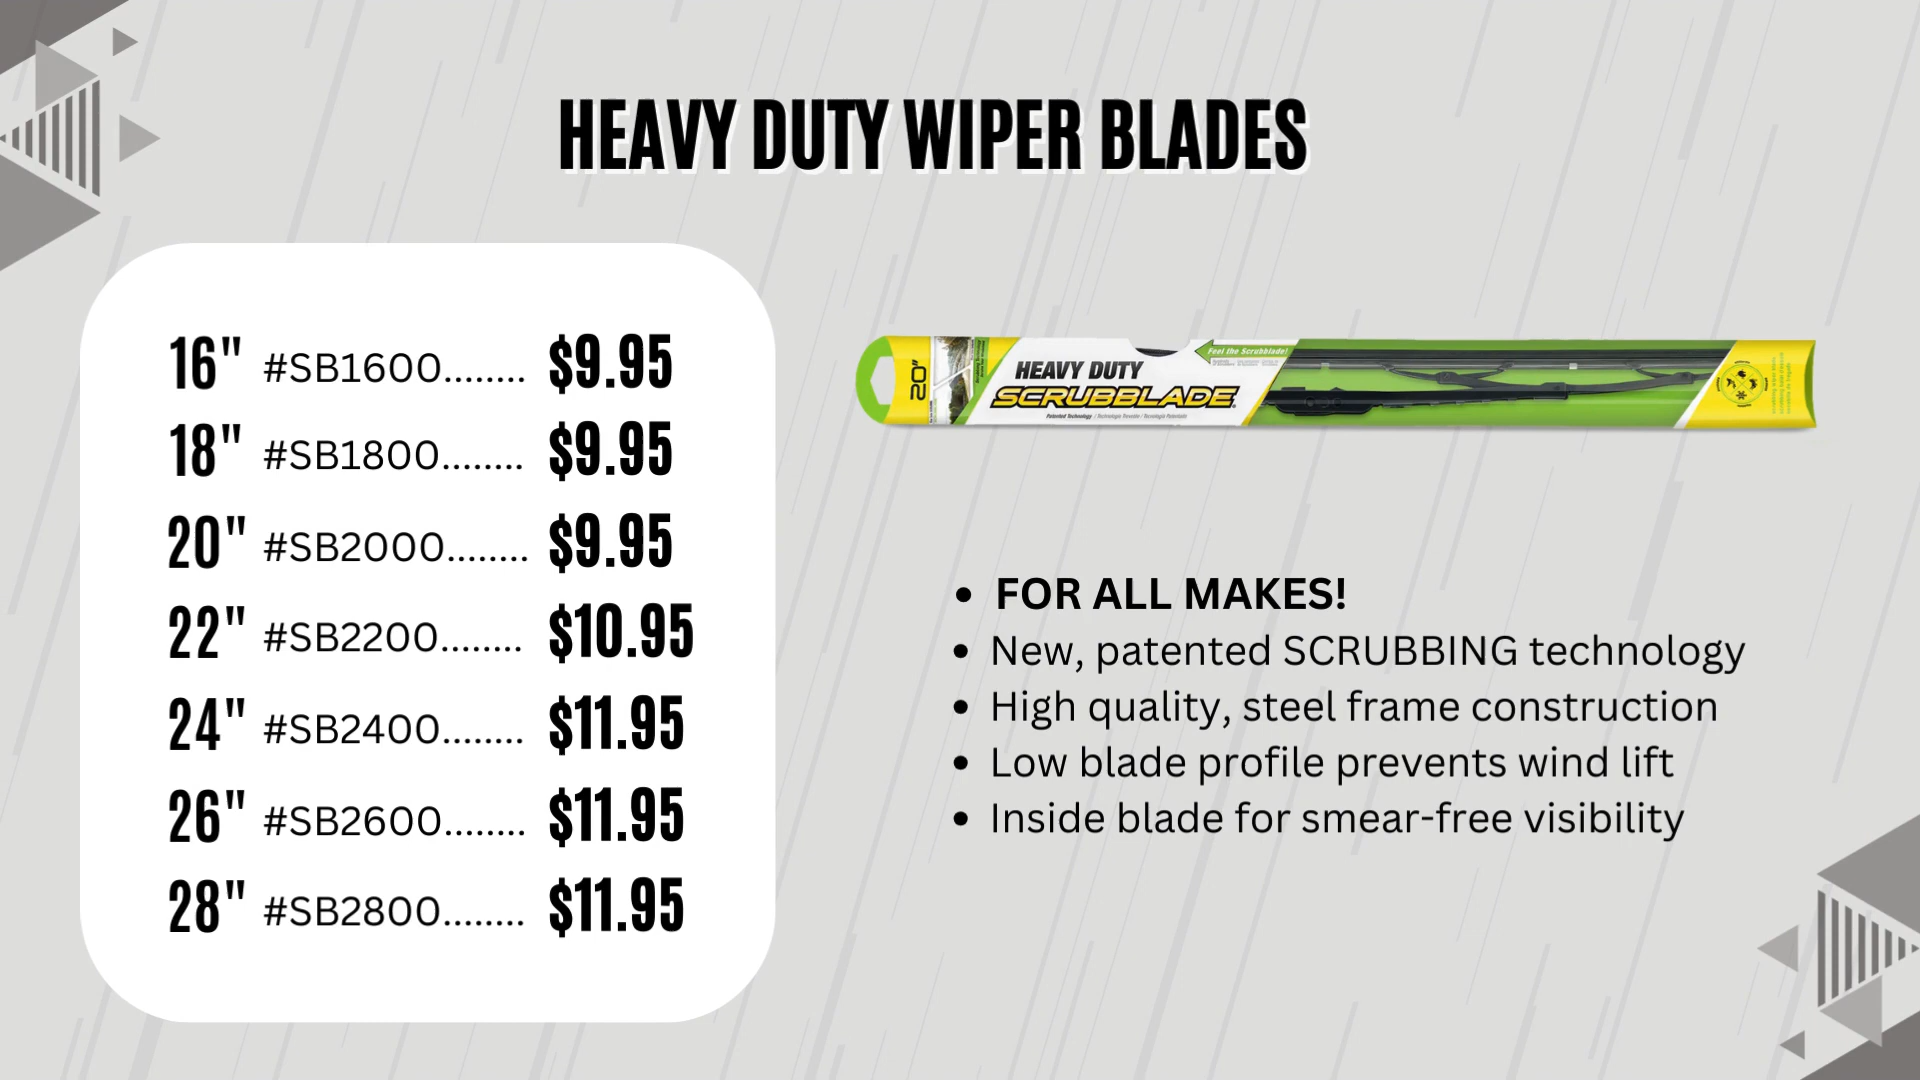 HEAVY DUTY WIPER BLADES
16" #SB1600........ $9.95
18" #SB1800........ $9.95
20" #SB2000........ $9.95
22" #SB2200........ $10.95
24" #SB2400........ $11.95
26" #SB2600........ $11.95
28" #SB2800........ $11.95
20"
HEAVY DUTY
SCRUBBLADE
Patented Technology
Feel the Scrubblade!
• FOR ALL MAKES!
• New, patented SCRUBBING technology
• High quality, steel frame construction
• Low blade profile prevents wind lift
• Inside blade for smear-free visibility